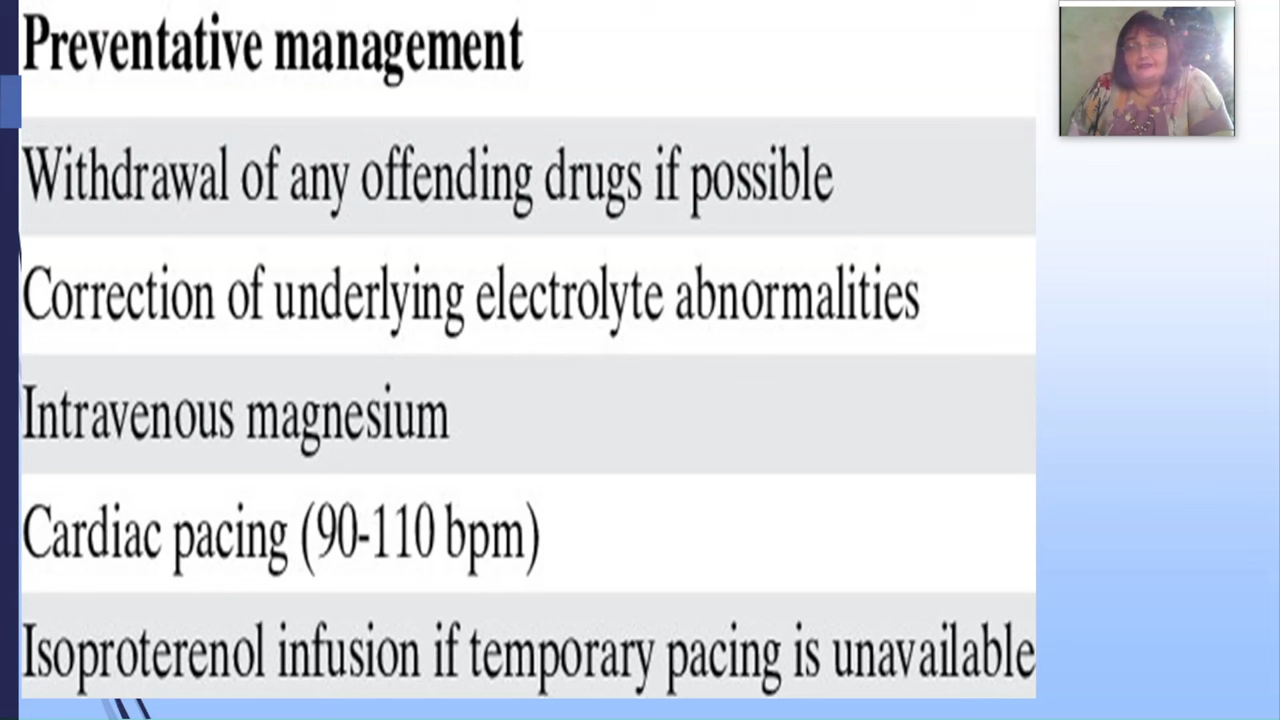 Preventative management
Withdrawal of any offending drugs if possible
Correction of underlying electrolyte abnormalities
Intravenous magnesium
Cardiac pacing (90-110 bpm)
Isoproterenol infusion if temporary pacing is unavailable